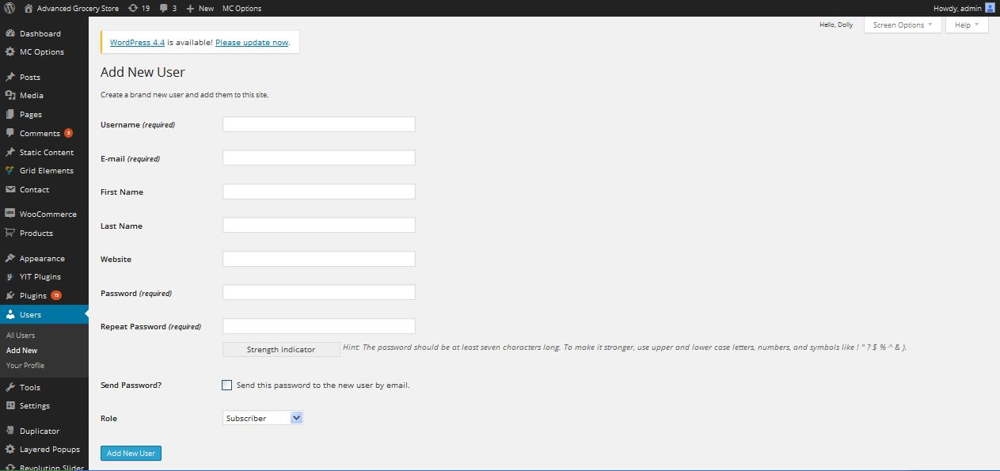 Advanced Grocery Store 19 3 New MC Options Howdy, admin
Hello, Dolly Screen Options Help
WordPress 4.4 is available! Please update now.
Add New User
Create a brand new user and add them to this site.
Username (required)
E-mail (required)
First Name
Last Name
Website
Password (required)
Repeat Password (required)
Strength indicator
Hint: The password should be at least seven characters long. To make it stronger, use upper and lower case letters, numbers, and symbols like ! " ? $ % ^ & ).
Send Password? Send this password to the new user by email.
Role Subscriber
Add New User
Dashboard
MC Options
Posts
Media
Pages
Comments 3
Static Content
Grid Elements
Contact
WooCommerce
Products
Appearance
YIT Plugins
Plugins 15
Users
All Users
Add New
Your Profile
Tools
Settings
Duplicator
Layered Popups
Revolution Slider